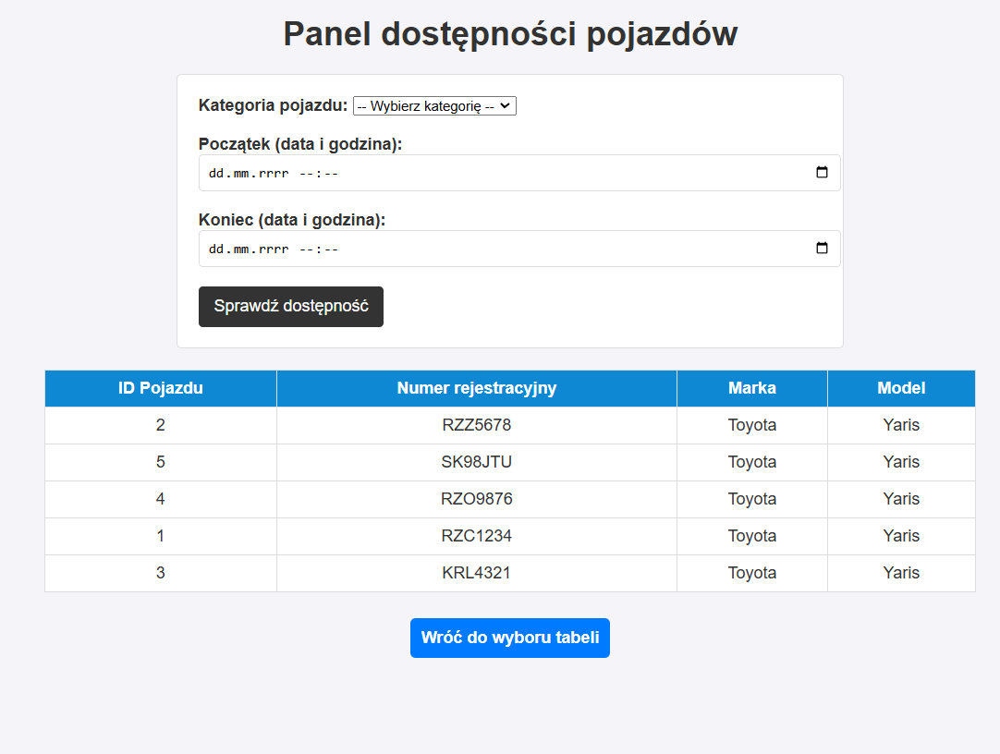 Panel dostępności pojazdów
Kategoria pojazdu: -- Wybierz kategorię --
Początek (data i godzina):
dd.mm.rrrr --:--
Koniec (data i godzina):
dd.mm.rrrr --:--
Sprawdź dostępność
ID Pojazdu Numer rejestracyjny Marka Model
2 RZZ5678 Toyota Yaris
5 SK98JTU Toyota Yaris
4 RZO9876 Toyota Yaris
1 RZC1234 Toyota Yaris
3 KRL4321 Toyota Yaris
Wróć do wyboru tabeli